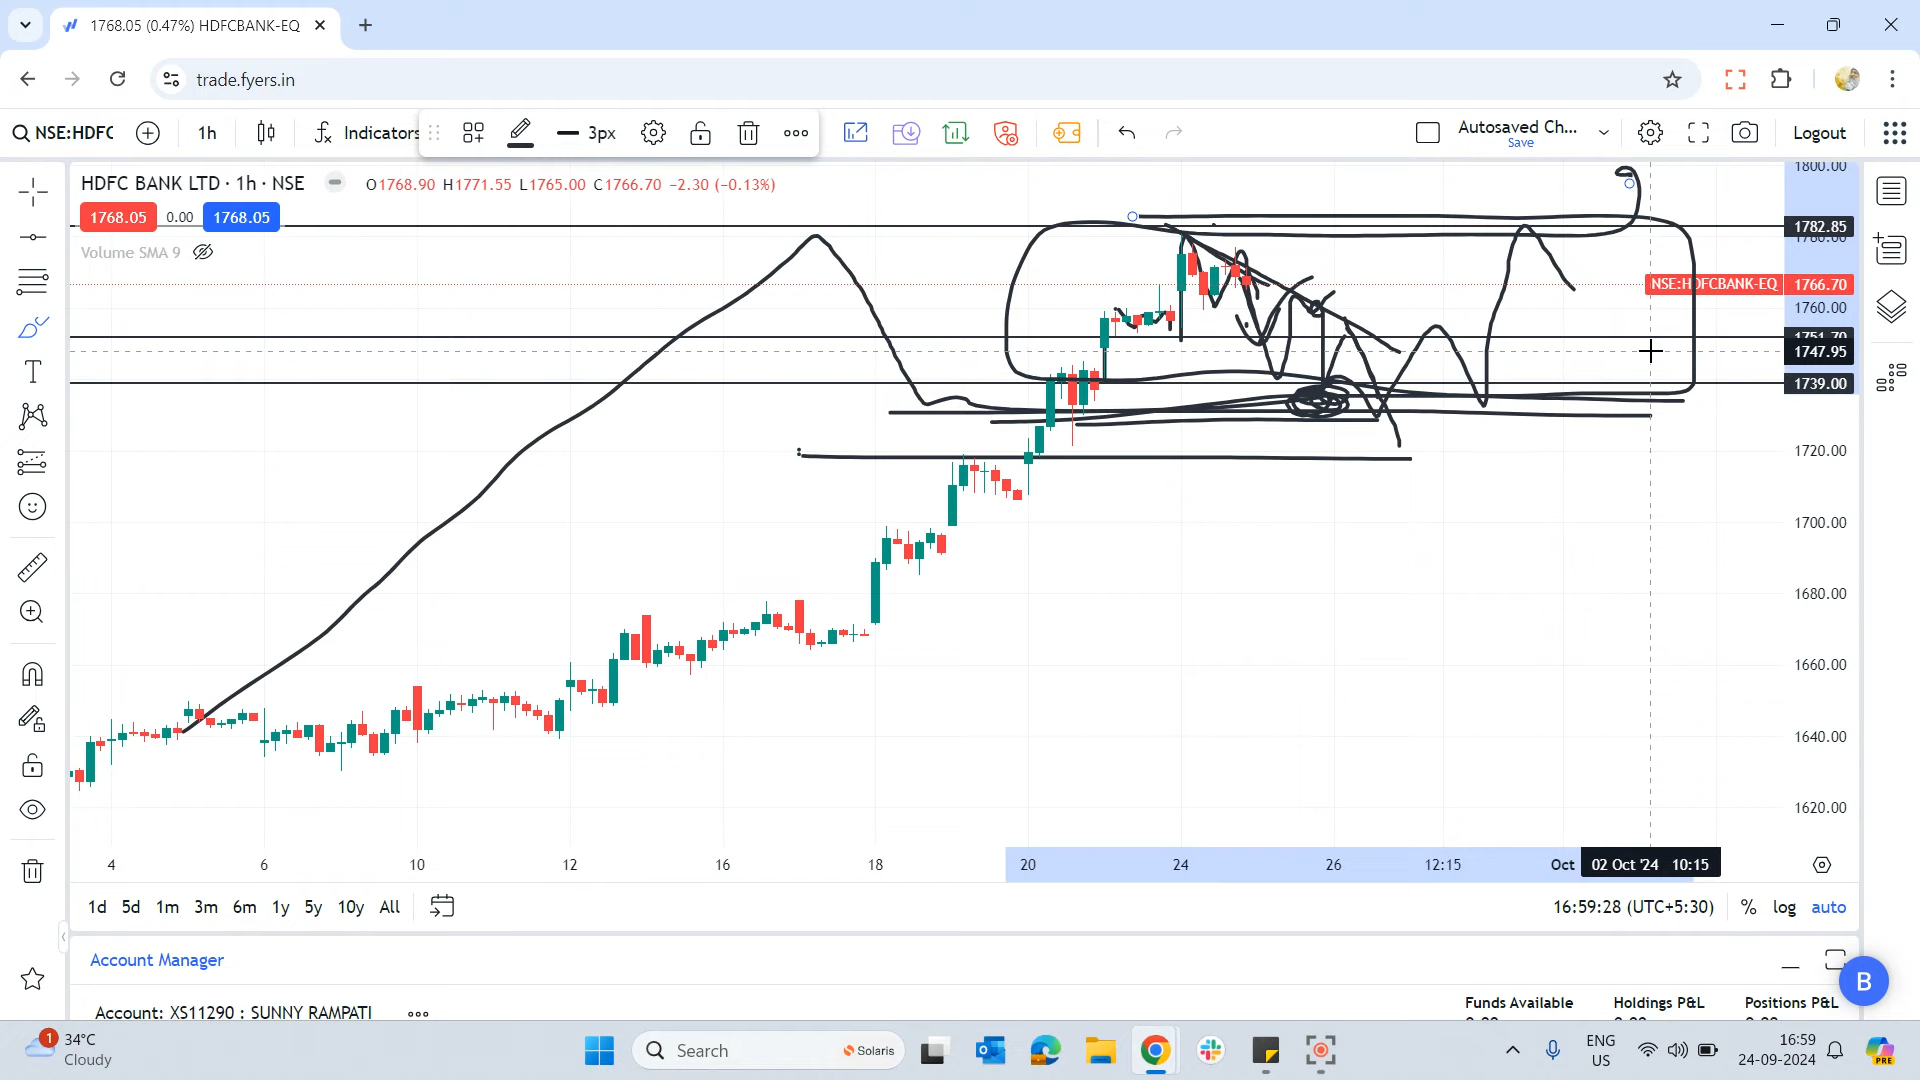 1768.05 (0.47%) HDFCBANK-EQ
trade.fyers.in
NSE:HDFC
1h
Indicators
3px
Autosaved Ch...
Save
Logout
HDFC BANK LTD · 1h · NSE
O1768.90 H1771.55 L1765.00 C1766.70 −2.30 (−0.13%)
1768.05 0.00 1768.05
Volume SMA 9
1800.00
1782.85
1780.00
NSE:HDFCBANK-EQ 1766.70
1760.00
1751.70
1747.95
1739.00
1720.00
1700.00
1680.00
1660.00
1640.00
1620.00
4 6 10 12 16 18 20 24 26 12:15 Oct 02 Oct '24 10:15
1d 5d 1m 3m 6m 1y 5y 10y All
16:59:28 (UTC+5:30) % log auto
Account Manager
B
Account: XS11290 : SUNNY RAMPATI
Funds Available Holdings P&L Positions P&L
1
34°C
Cloudy
Search
Solaris
ENG
US
16:59
24-09-2024
PRE